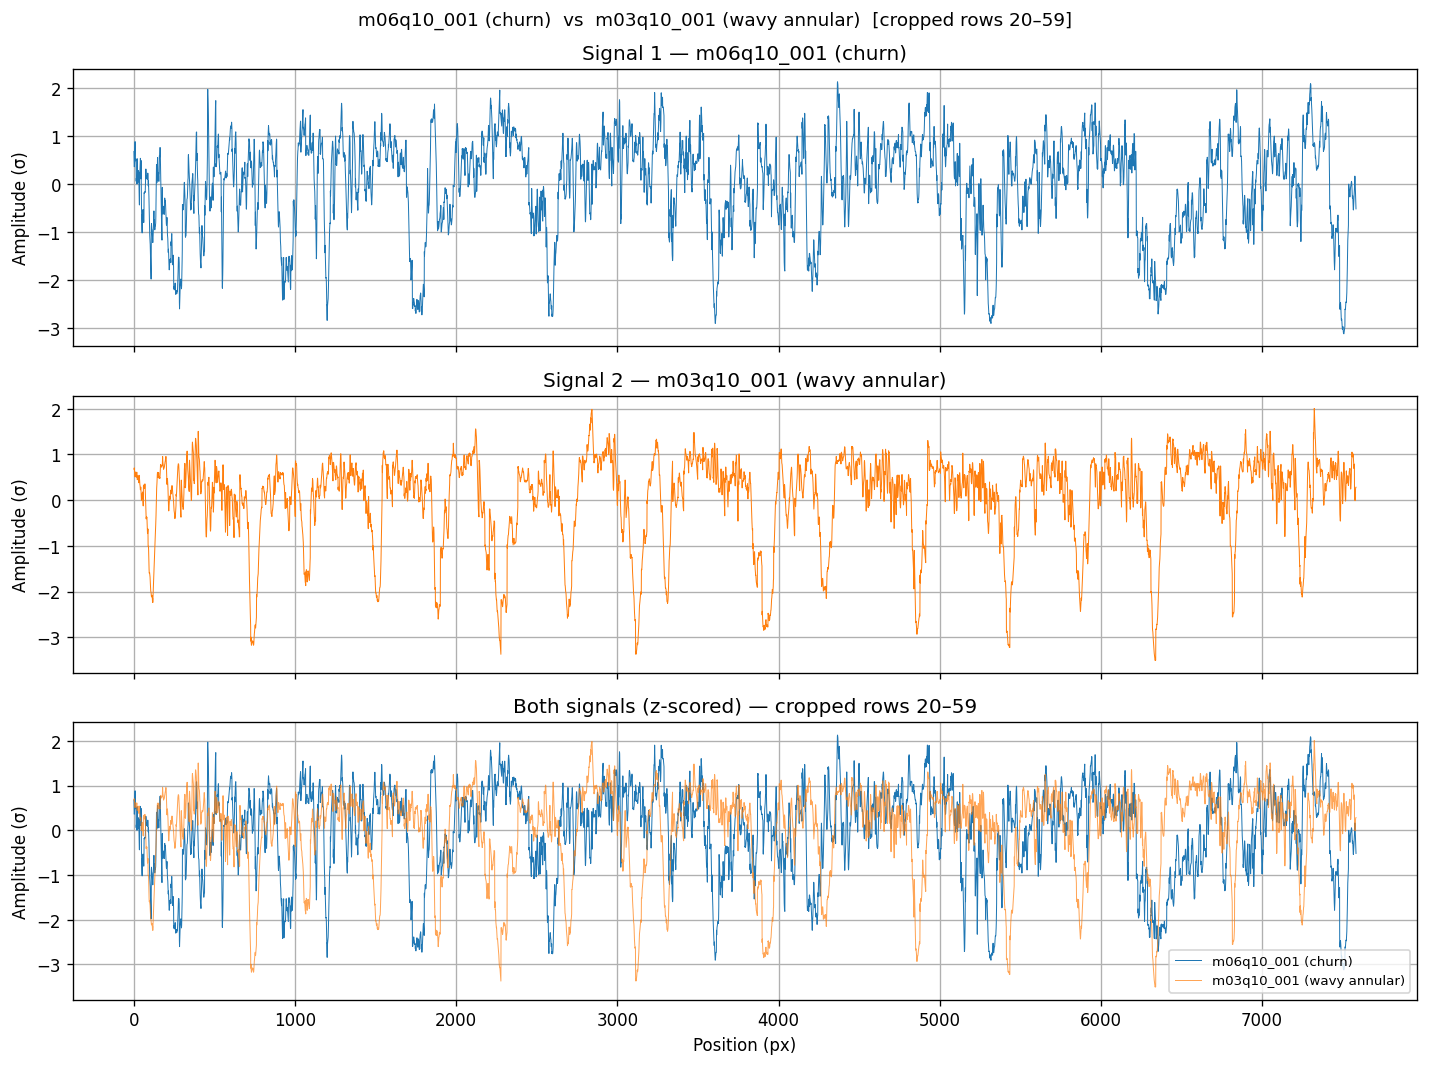 m06q10_001 (churn)  vs  m03q10_001 (wavy annular)  [cropped rows 20–59]
Signal 1 — m06q10_001 (churn)
Amplitude (σ)
2
1
0
−1
−2
−3
Signal 2 — m03q10_001 (wavy annular)
Amplitude (σ)
2
1
0
−1
−2
−3
Both signals (z-scored) — cropped rows 20–59
Amplitude (σ)
2
1
0
−1
−2
−3
m06q10_001 (churn)
m03q10_001 (wavy annular)
0 1000 2000 3000 4000 5000 6000 7000
Position (px)